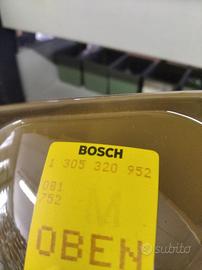 BOSCH
1 305 320 952
081
752
M
OBEN
subito